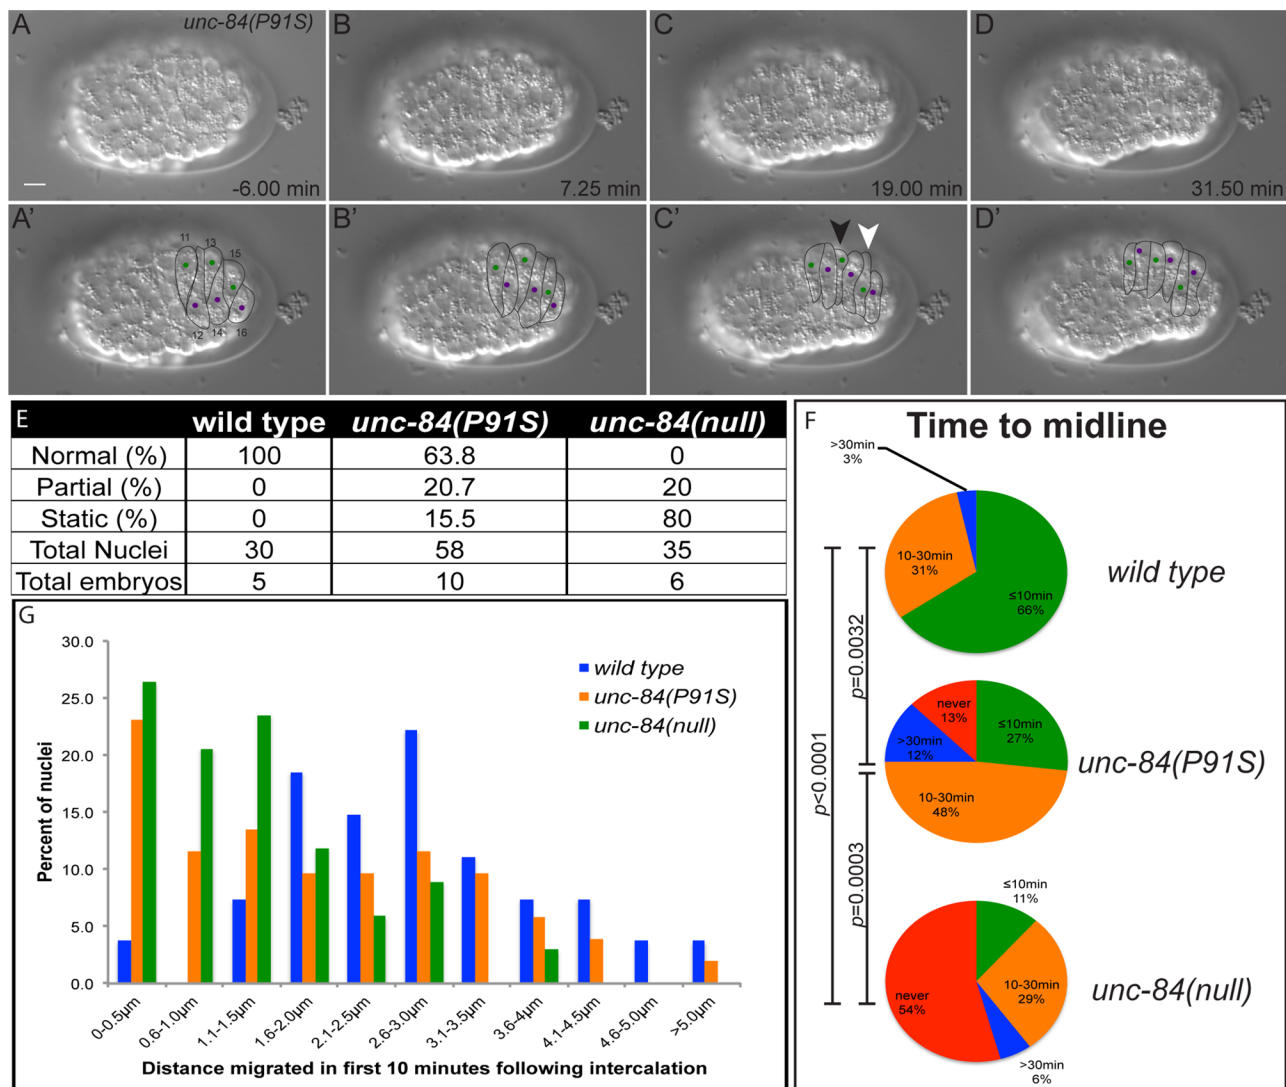 A unc-84(P91S)
B
C
D
-6.00 min
7.25 min
19.00 min
31.50 min
A'
B'
C'
D'
11
13
15
12
14
16
E wild type unc-84(P91S) unc-84(null)
Normal (%) 100 63.8 0
Partial (%) 0 20.7 20
Static (%) 0 15.5 80
Total Nuclei 30 58 35
Total embryos 5 10 6
F Time to midline
>30min
3%
10-30min
31%
≤10min
66%
wild type
p=0.0032
p<0.0001
never
13%
≤10min
27%
>30min
12%
10-30min
48%
unc-84(P91S)
p=0.0003
≤10min
11%
10-30min
29%
never
54%
>30min
6%
unc-84(null)
G
30.0
25.0
20.0
15.0
10.0
5.0
0.0
Percent of nuclei
wild type
unc-84(P91S)
unc-84(null)
0-0.5µm
0.6-1.0µm
1.1-1.5µm
1.6-2.0µm
2.1-2.5µm
2.6-3.0µm
3.1-3.5µm
3.6-4µm
4.1-4.5µm
4.6-5.0µm
>5.0µm
Distance migrated in first 10 minutes following intercalation